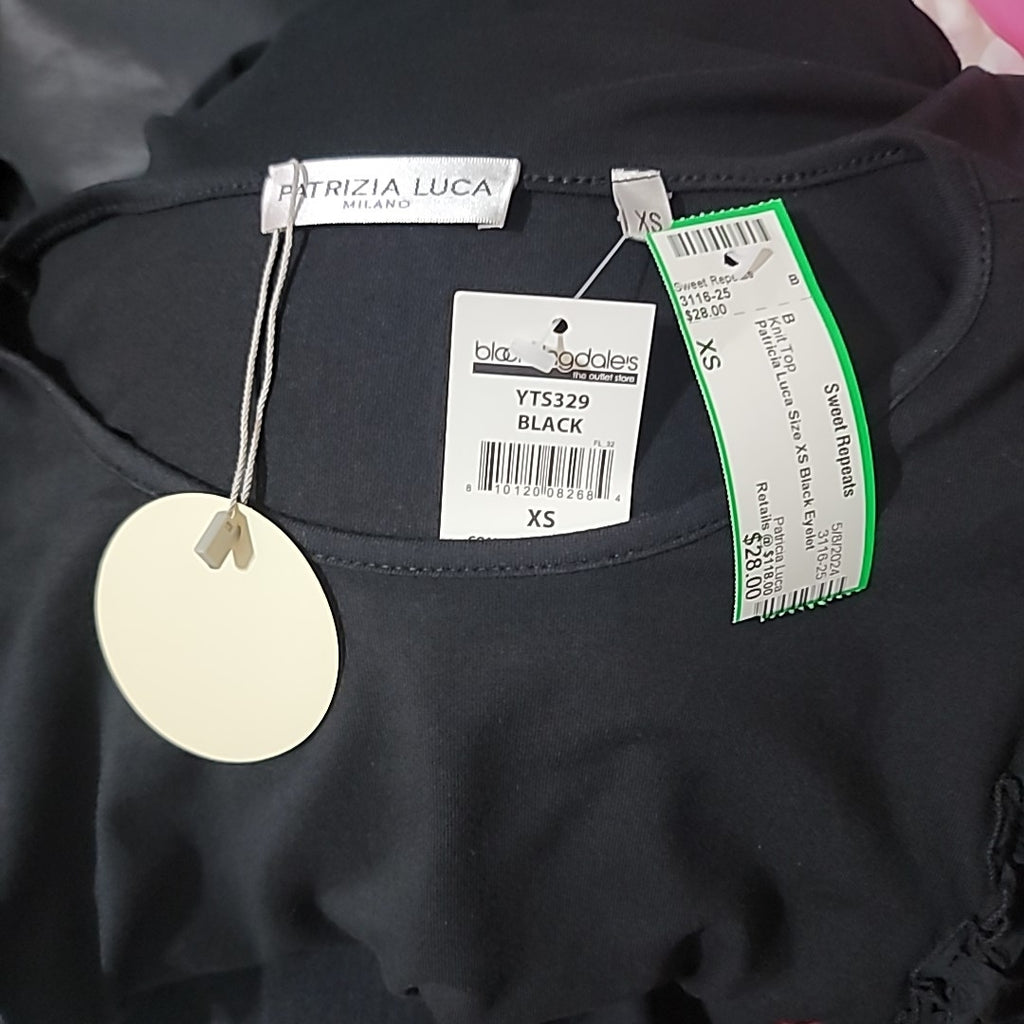 PATRIZIA LUCA
MILANO
XS
bloomingdale's
the outlet store
YTS329
BLACK
FL_32
8 10120 08268 4
XS
Sweet Repeats
3116-25
$28.00
XS
B
B
Knit Top
Patricia Luca Size XS Black Eyelet
Sweet Repeats
5/8/2024
3116-25
Patricia Luca
Retails @ $118.00
$28.00